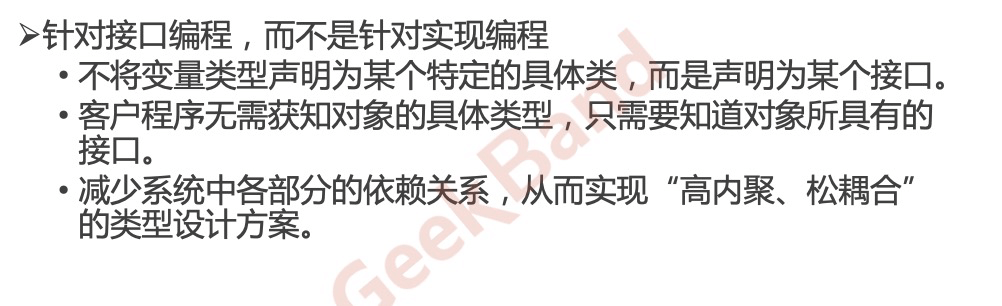 ➢针对接口编程，而不是针对实现编程
• 不将变量类型声明为某个特定的具体类，而是声明为某个接口。
• 客户程序无需获知对象的具体类型，只需要知道对象所具有的
接口。
• 减少系统中各部分的依赖关系，从而实现“高内聚、松耦合”
的类型设计方案。
GeekBand